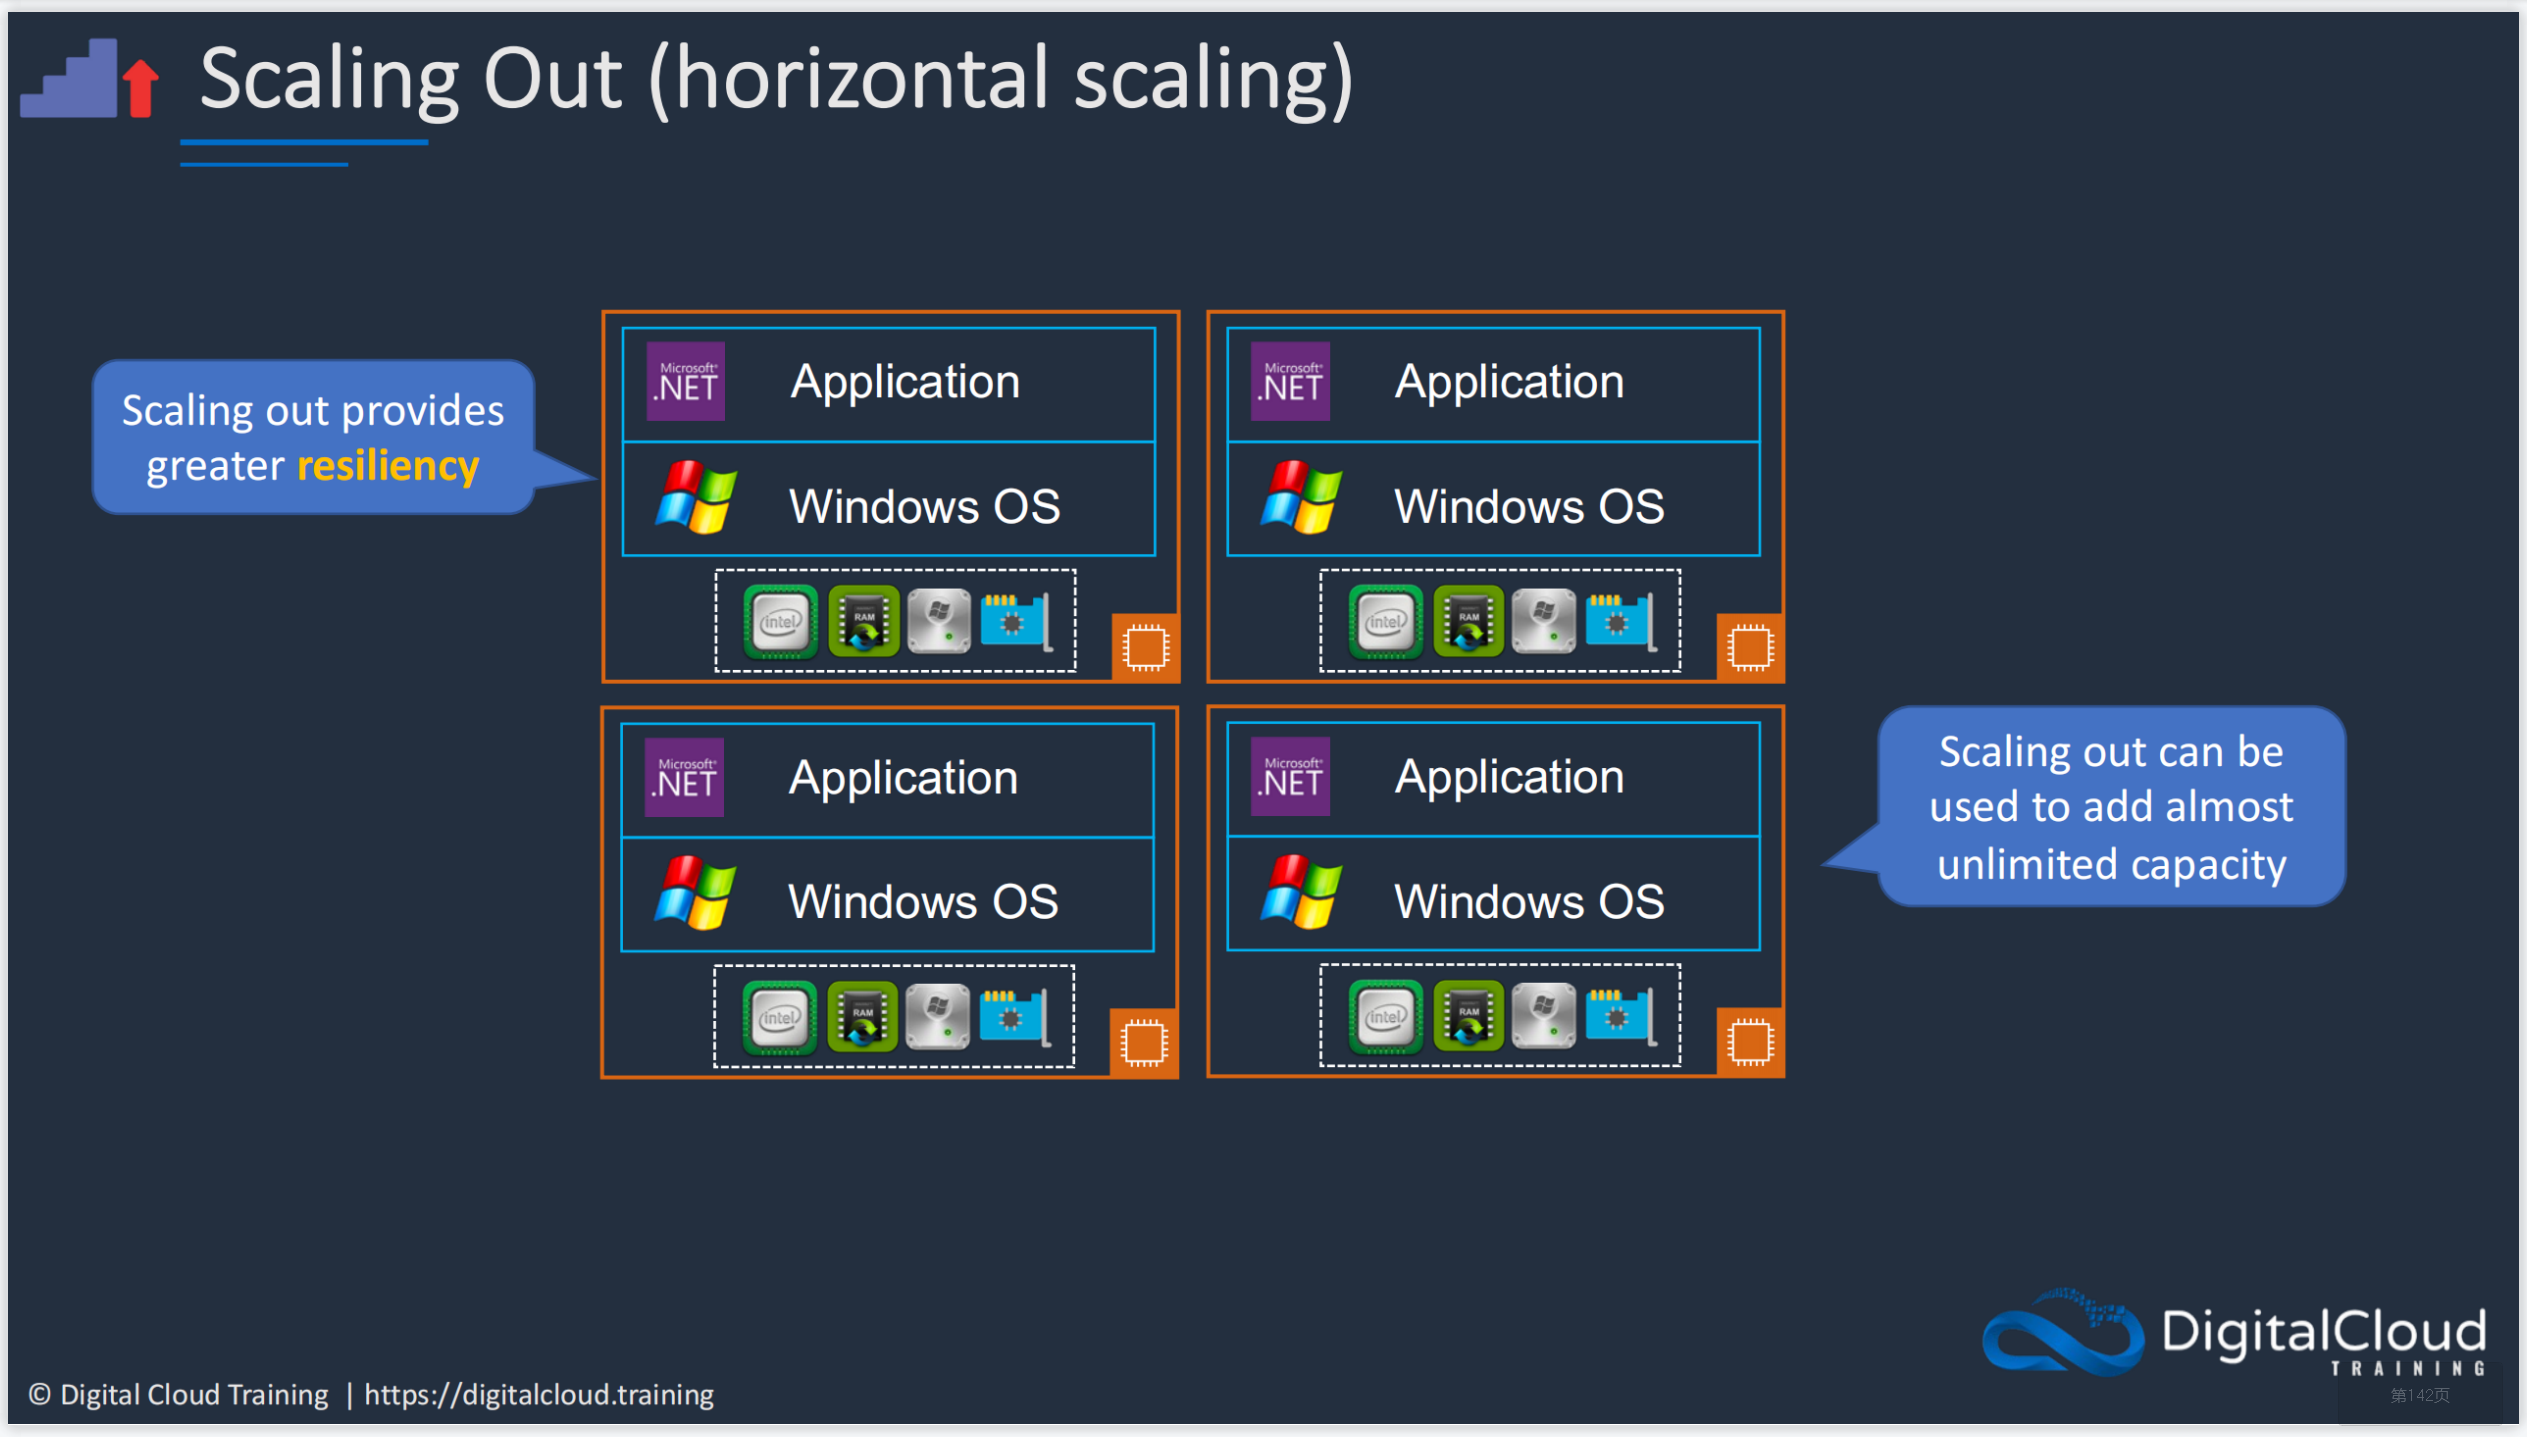 Scaling Out (horizontal scaling)
Scaling out provides
greater resiliency
Microsoft®
.NET
Application
Windows OS
intel
RAM
Microsoft®
.NET
Application
Windows OS
intel
RAM
Microsoft®
.NET
Application
Windows OS
intel
RAM
Microsoft®
.NET
Application
Windows OS
intel
RAM
Scaling out can be
used to add almost
unlimited capacity
DigitalCloud
TRAINING
© Digital Cloud Training | https://digitalcloud.training
第142页